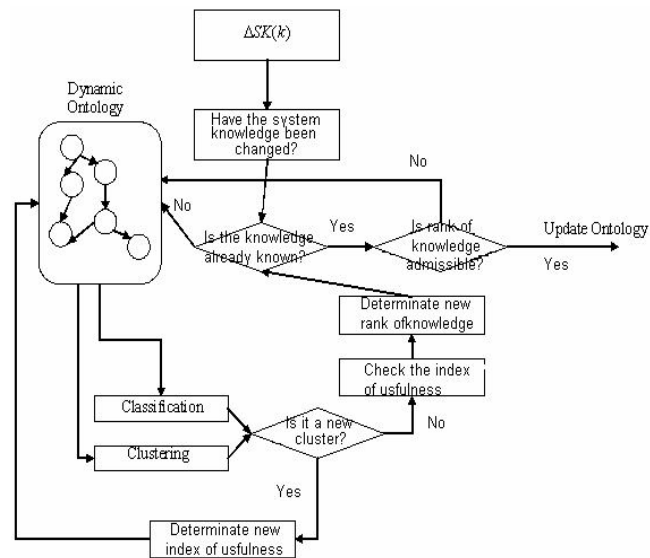 ΔSK(k)
Dynamic
Ontology
Have the system
knowledge been
changed?
No
No
Is the knowledge
already known?
Yes
Is rank of
knowledge
admissible?
Update Ontology
Yes
Determinate new
rank ofknowledge
Check the index
of usfulness
Classification
Clustering
Is it a new
cluster?
No
Yes
Determinate new
index of usfulness